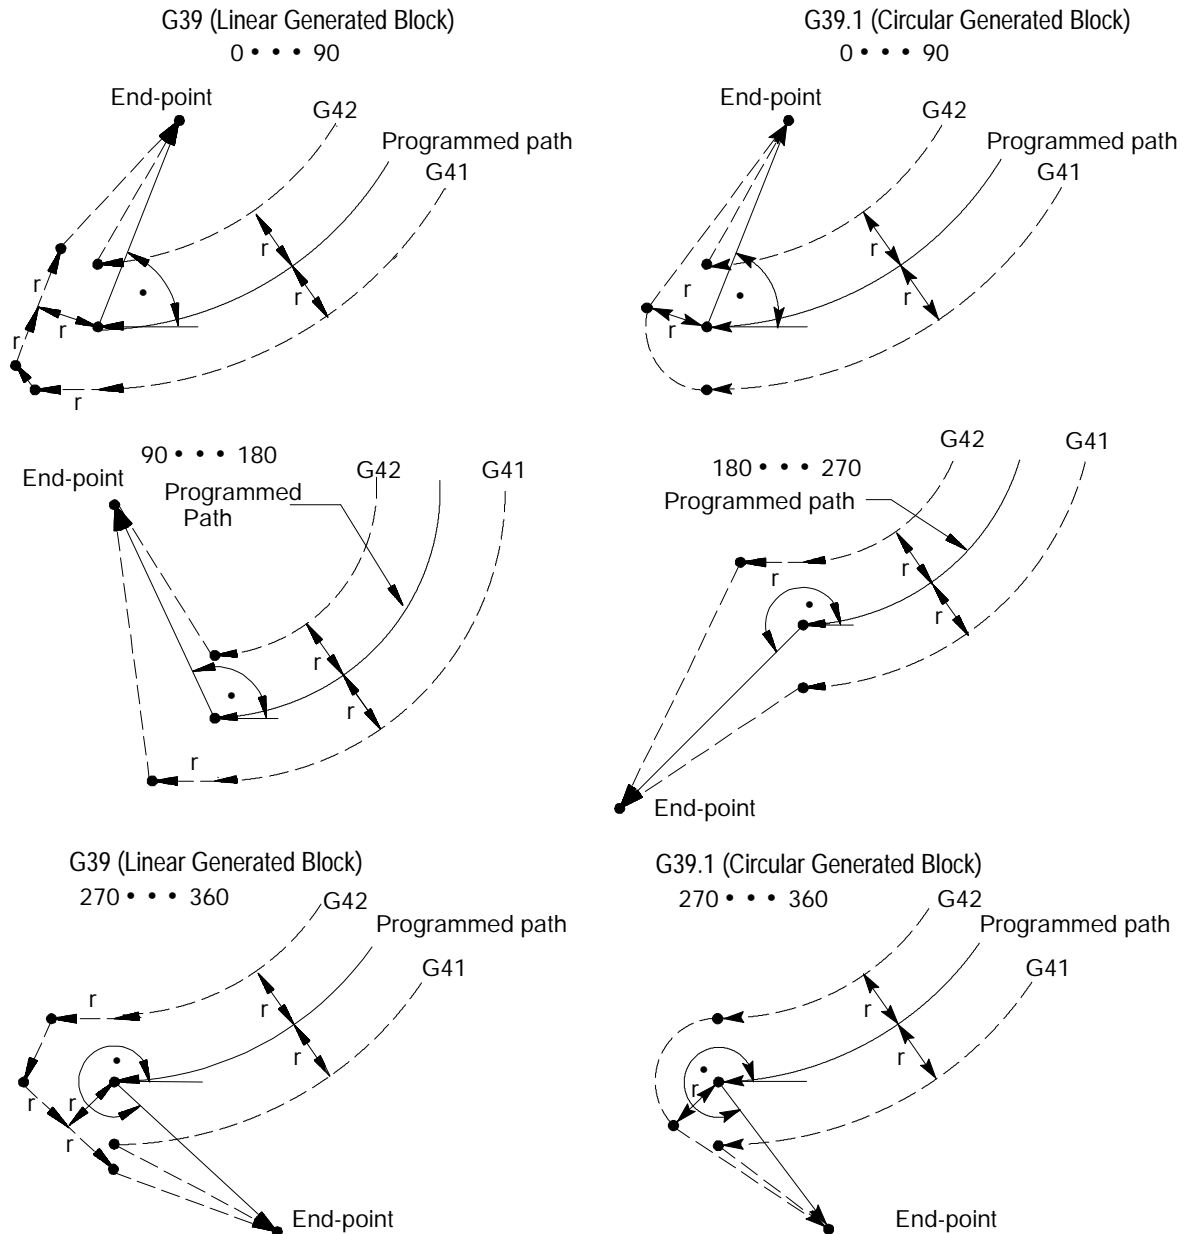 G39 (Linear Generated Block)
0 • • • 90
End-point
G42
Programmed path
G41
r
r
r
r
r
r
•
G39.1 (Circular Generated Block)
0 • • • 90
End-point
G42
Programmed path
G41
r
r
r
r
•
90 • • • 180
End-point
G42
G41
Programmed
Path
r
r
r
•
180 • • • 270
G42
G41
Programmed path
r
r
r
•
End-point
G39 (Linear Generated Block)
270 • • • 360
G42
Programmed path
G41
r
r
r
r
r
r
•
End-point
G39.1 (Circular Generated Block)
270 • • • 360
G42
Programmed path
G41
r
r
r
•
End-point